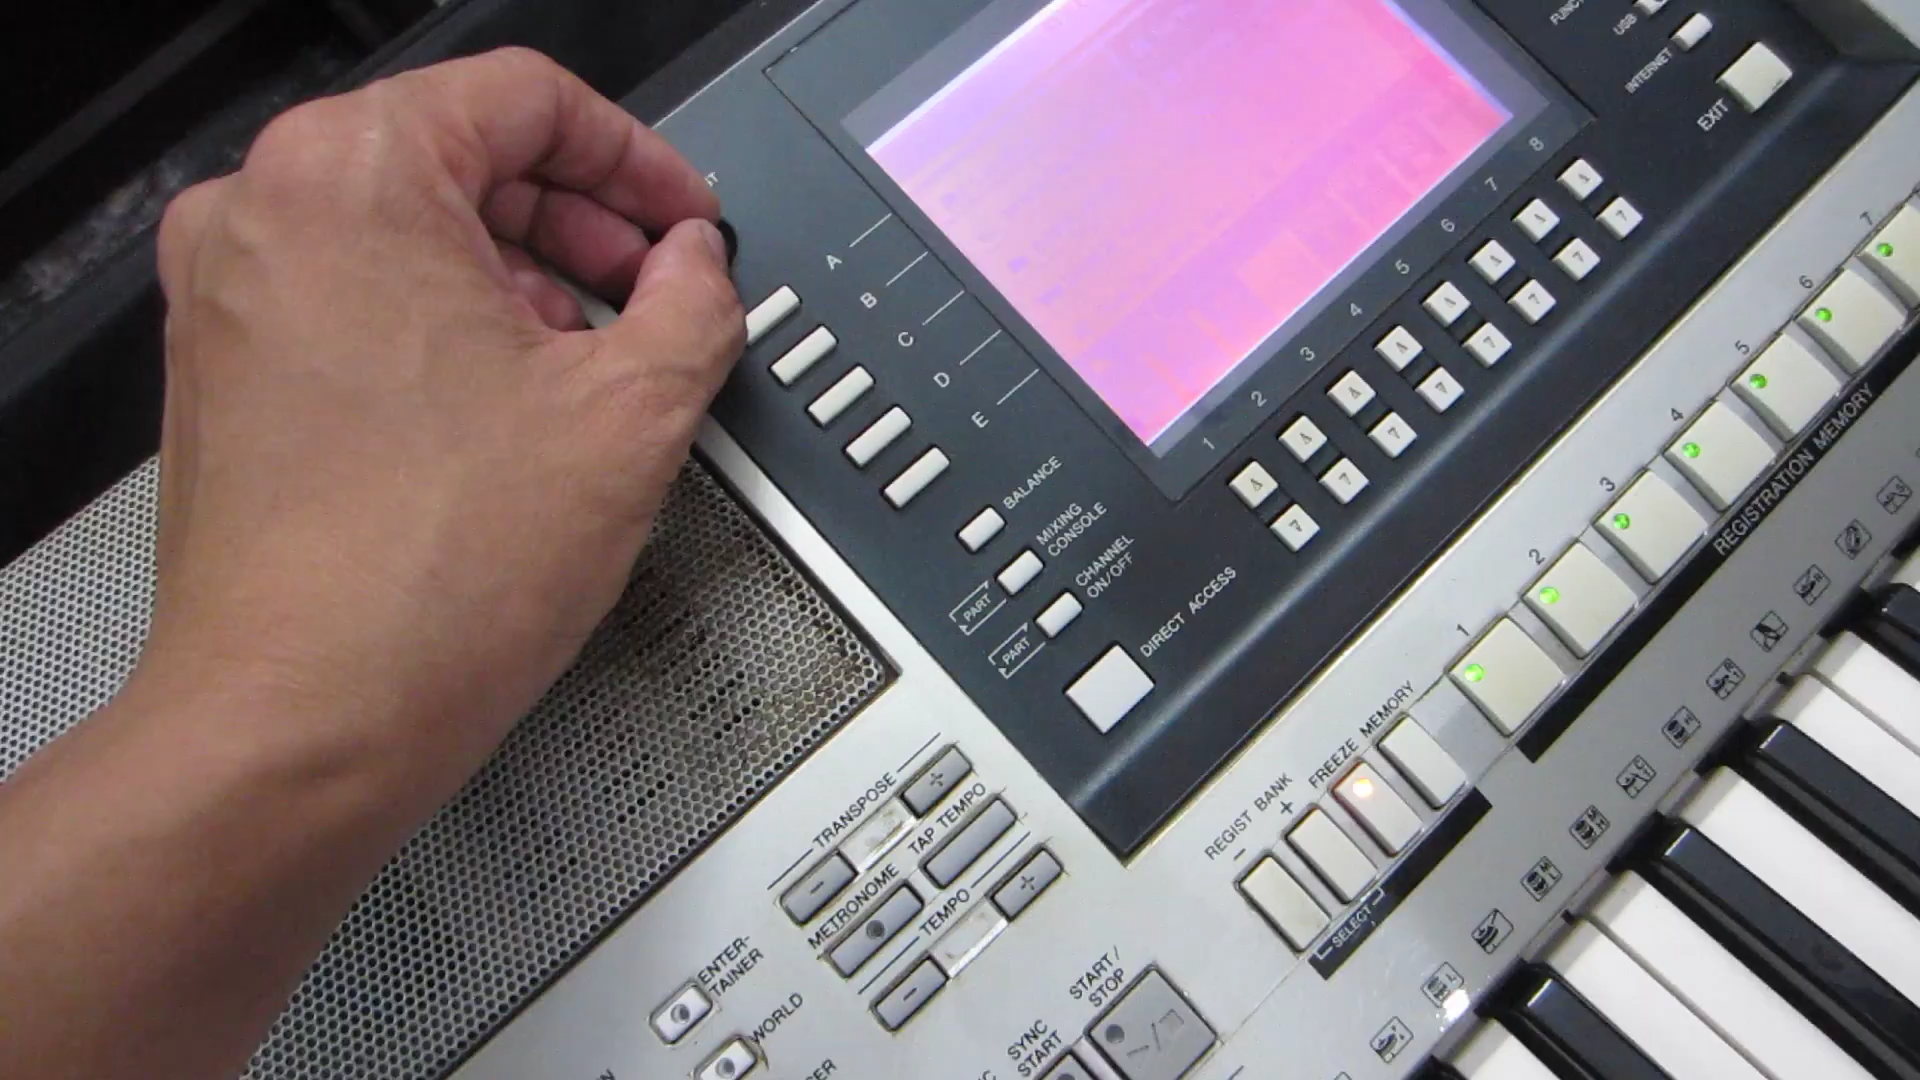 USB
INTERNET
EXIT
A
B
C
D
E
8
7
6
5
4
3
2
1
BALANCE
MIXING
CONSOLE
PART
CHANNEL
ON/OFF
PART
DIRECT ACCESS
7
6
5
4
3
2
1
REGISTRATION MEMORY
REGIST BANK
- +
FREEZE
MEMORY
SELECT
TRANSPOSE
- +
METRONOME
TAP TEMPO
TEMPO
- +
ENTER-
TAINER
WORLD
START /
STOP
SYNC
START